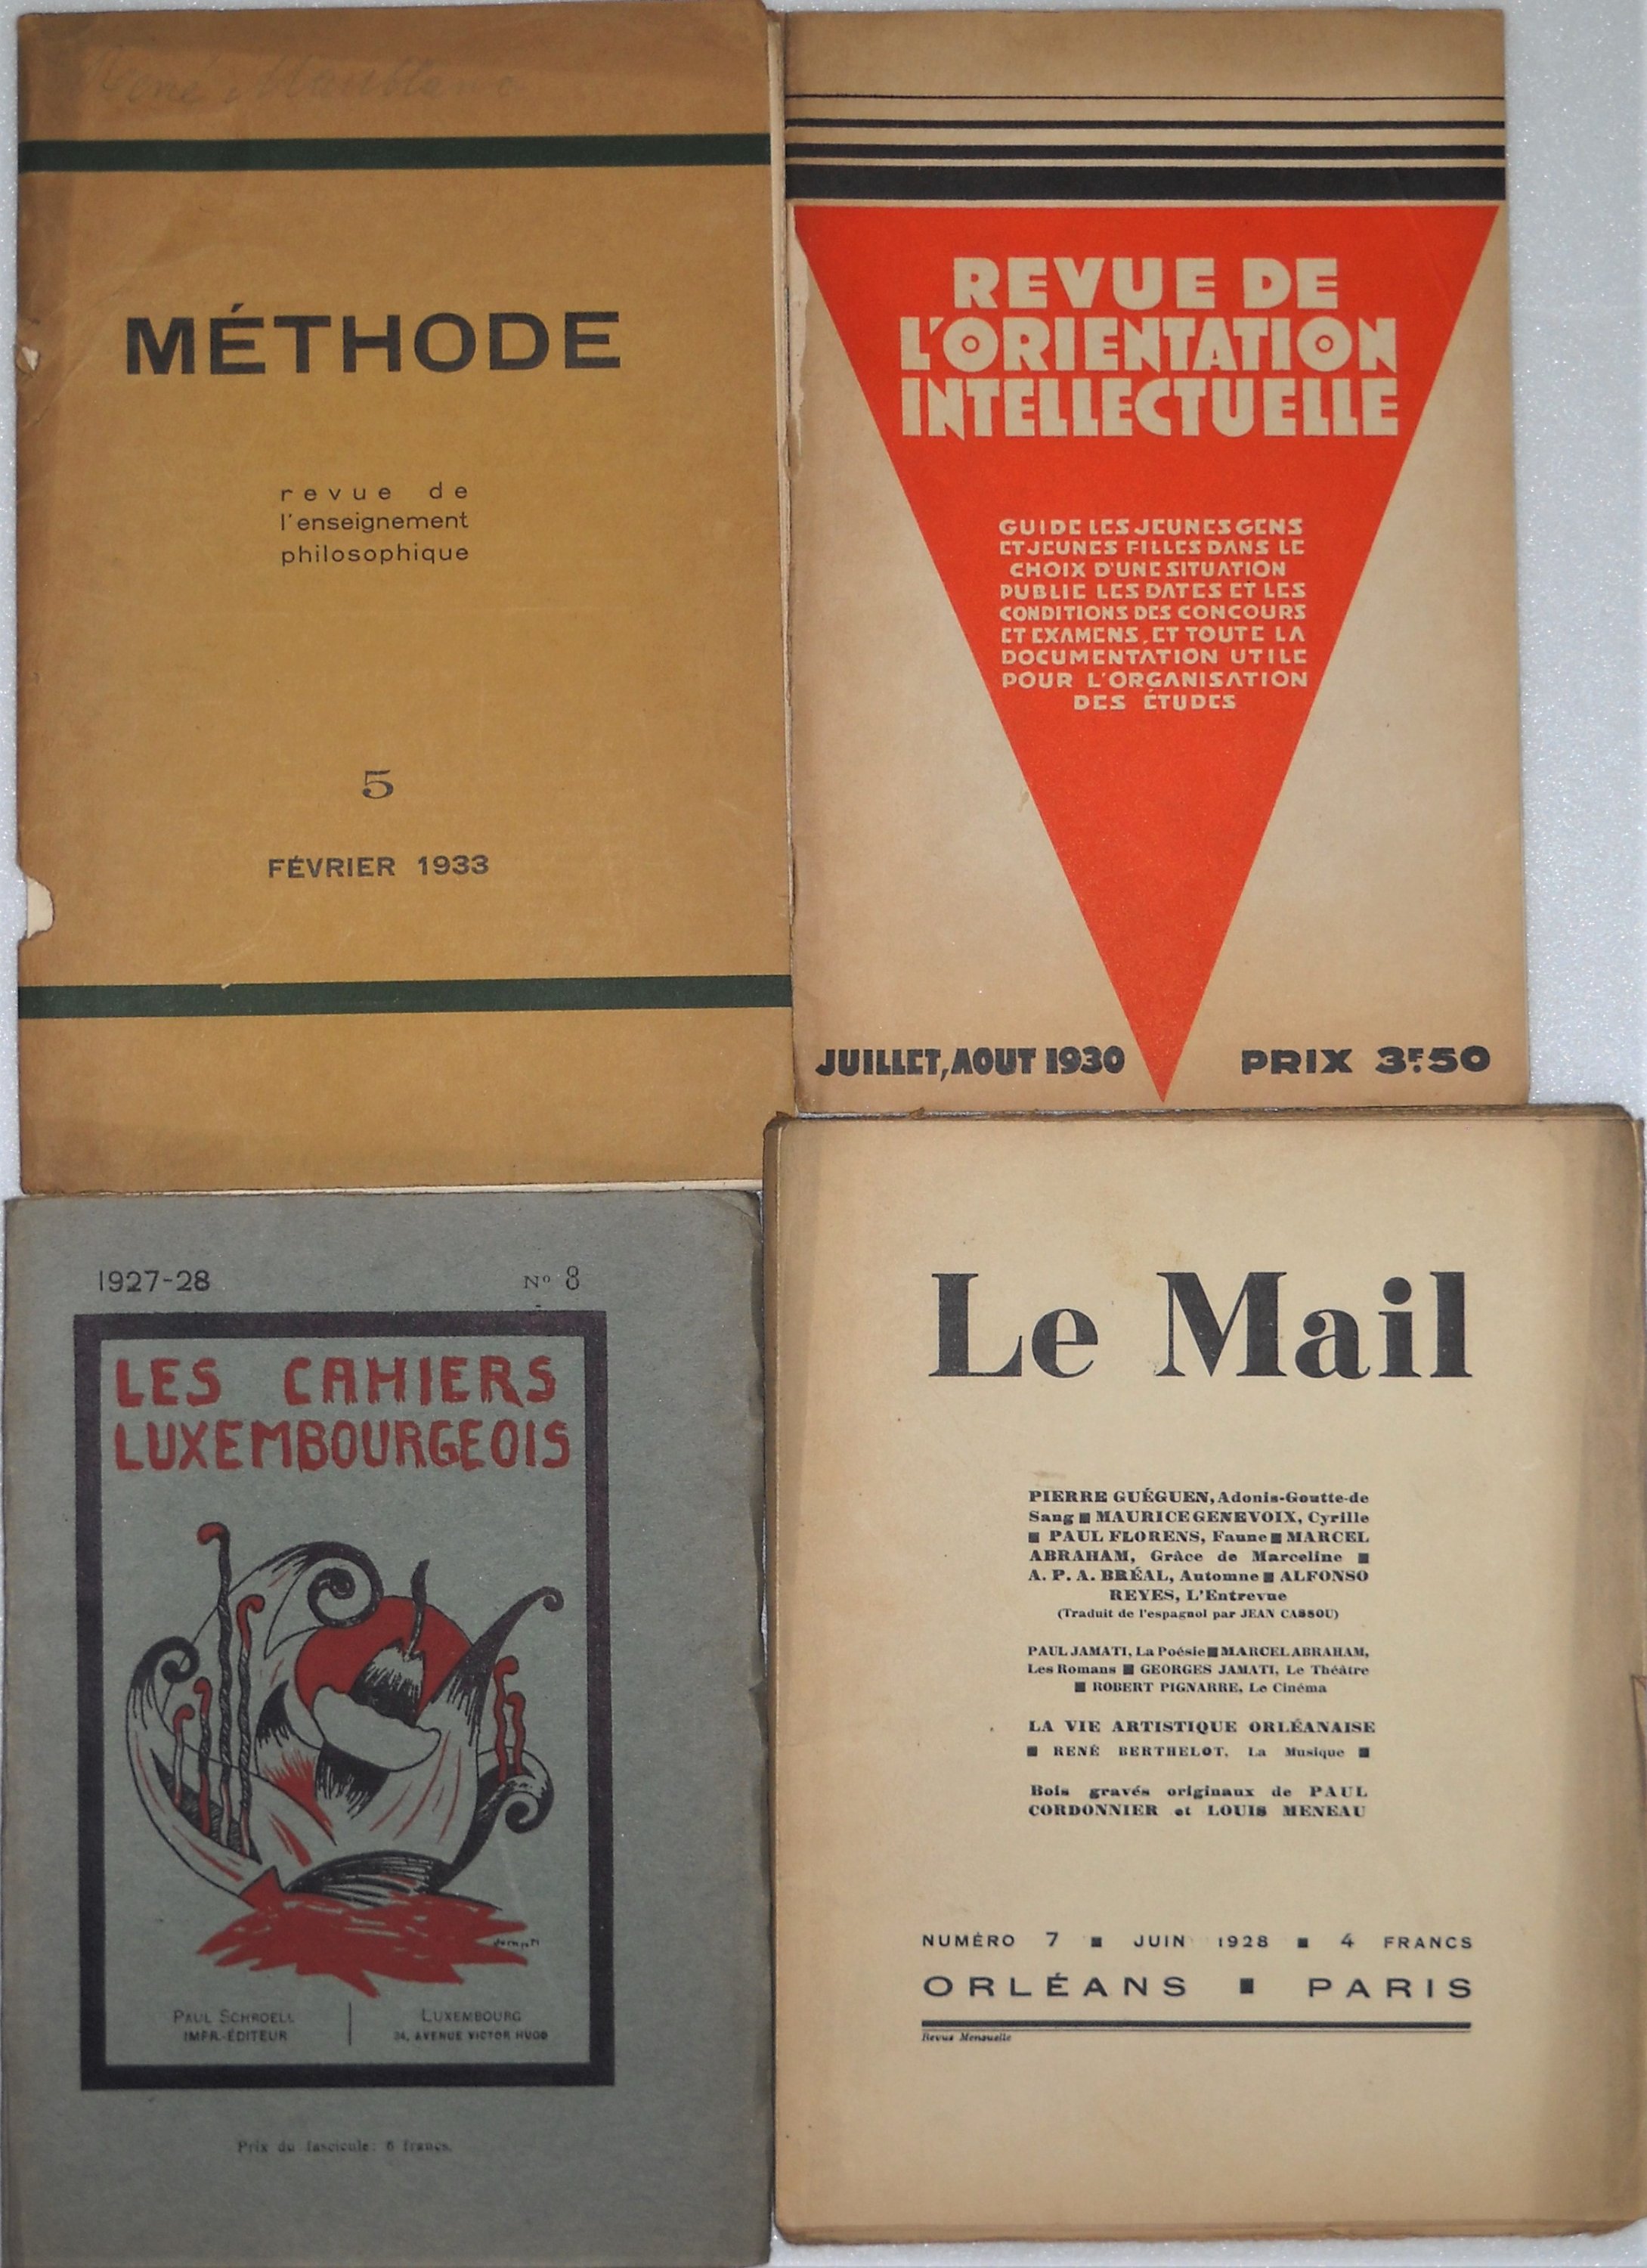 René Maublanc
MÉTHODE
revue de
l'enseignement
philosophique
5
FÉVRIER 1933
REVUE DE
L'ORIENTATION
INTELLECTUELLE
GUIDE LES JEUNES GENS
ET JEUNES FILLES DANS LE
CHOIX D'UNE SITUATION
PUBLIE LES DATES ET LES
CONDITIONS DES CONCOURS
ET EXAMENS, ET TOUTE LA
DOCUMENTATION UTILE
POUR L'ORGANISATION
DES ÉTUDES
JUILLET, AOUT 1930 PRIX 3F.50
1927-28 No 8
LES CAHIERS
LUXEMBOURGEOIS
PAUL SCHROELL
IMPR.-ÉDITEUR
LUXEMBOURG
24, AVENUE VICTOR HUGO
Prix du fascicule: 6 francs.
Le Mail
PIERRE GUÉGUEN, Adonis-Goutte-de
Sang ■ MAURICE GENEVOIX, Cyrille
■ PAUL FLORENS, Faune ■ MARCEL
ABRAHAM, Grâce de Marceline ■
A. P. A. BRÉAL, Automne ■ ALFONSO
REYES, L'Entrevue
(Traduit de l'espagnol par JEAN CASSOU)
PAUL JAMATI, La Poésie ■ MARCEL ABRAHAM,
Les Romans ■ GEORGES JAMATI, Le Théâtre
■ ROBERT PIGNARRE, Le Cinéma
LA VIE ARTISTIQUE ORLÉANAISE
■ RENÉ BERTHELOT, La Musique ■
Bois gravés originaux de PAUL
CORDONNIER et LOUIS MENEAU
NUMÉRO 7 ■ JUIN 1928 ■ 4 FRANCS
ORLÉANS ■ PARIS
Revue Mensuelle